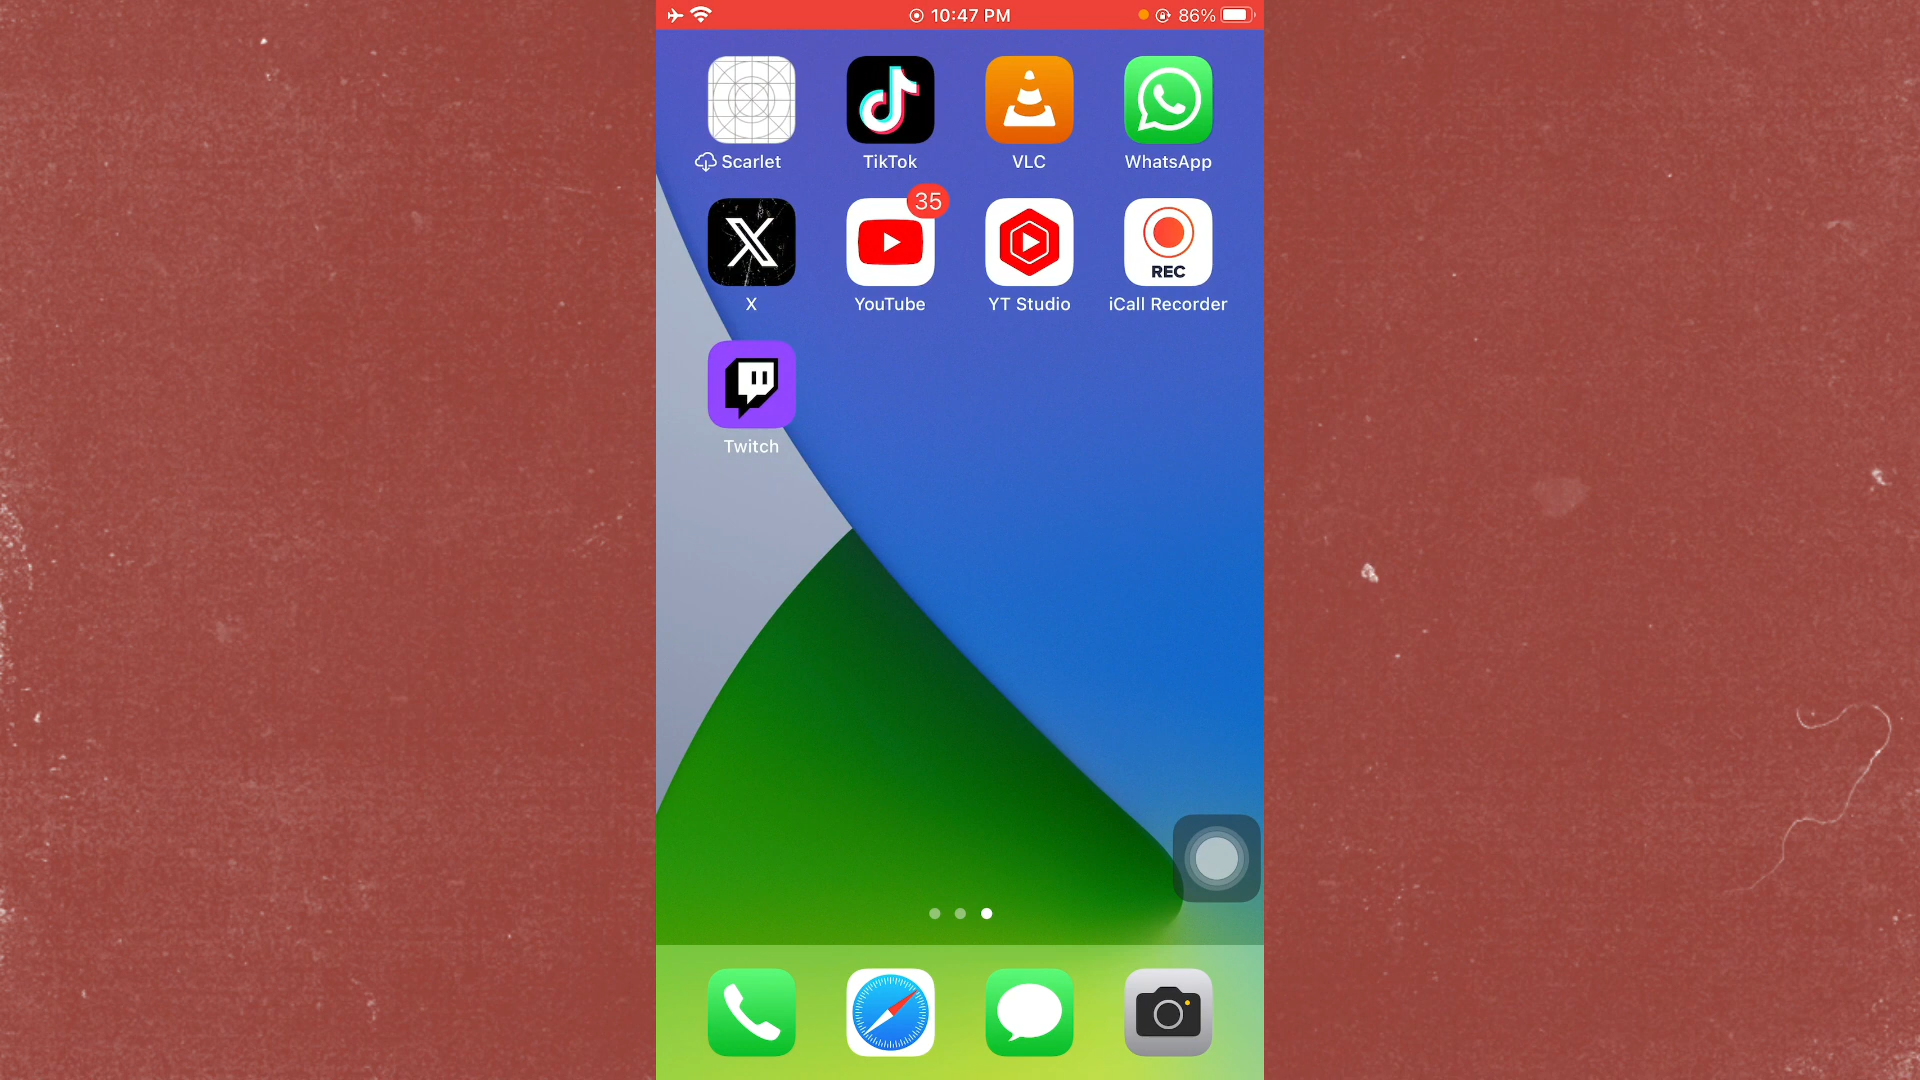 10:47 PM
86%
Scarlet
TikTok
VLC
WhatsApp
35
REC
X
YouTube
YT Studio
iCall Recorder
Twitch